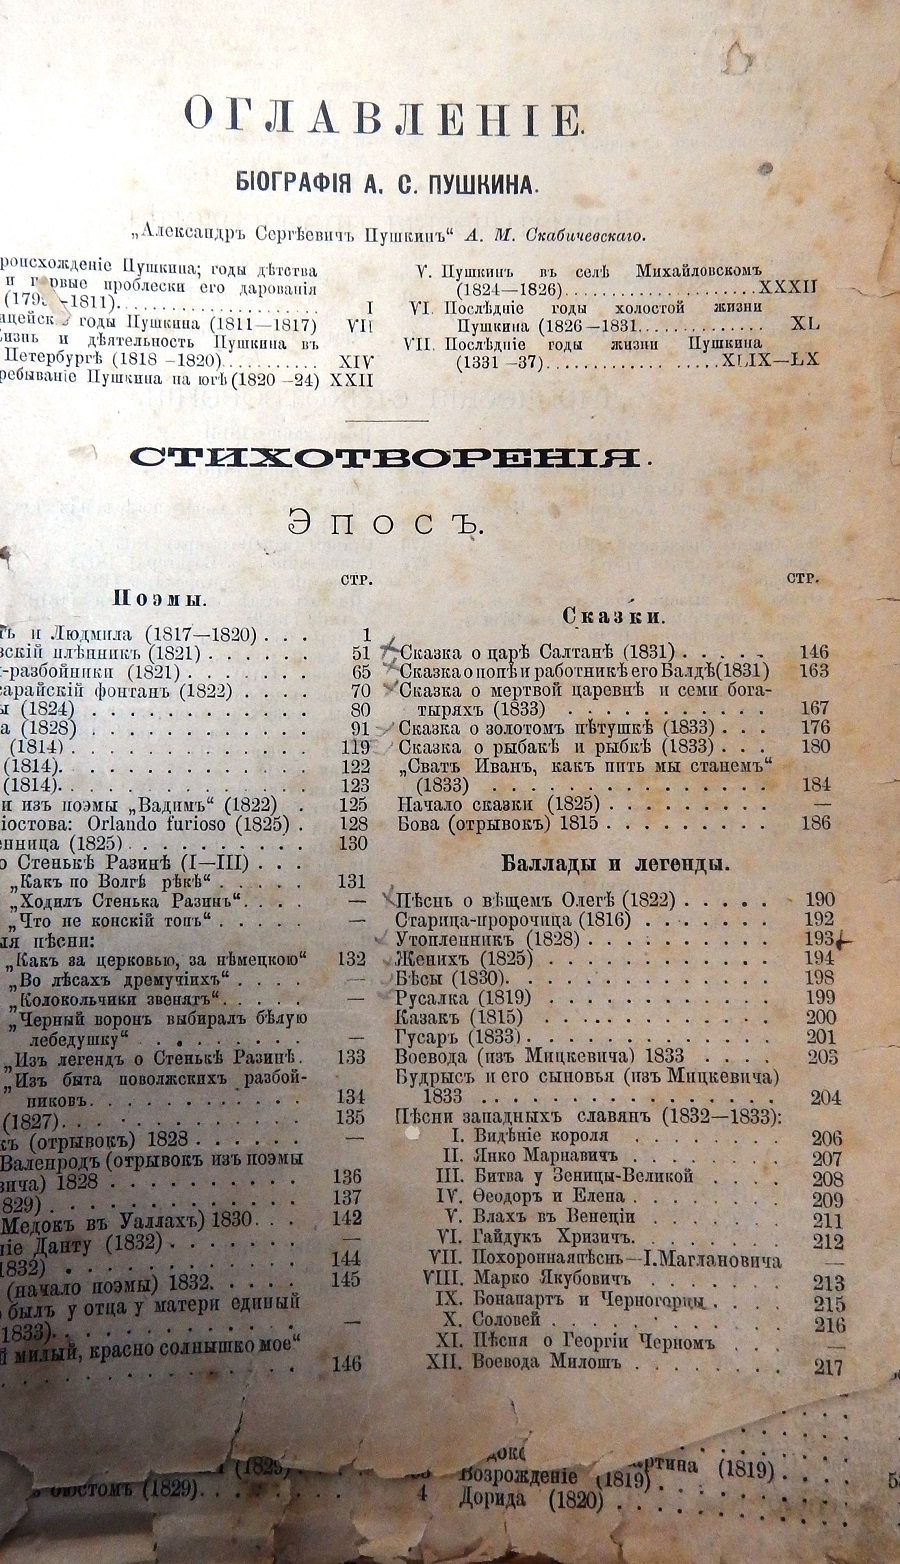 ОГЛАВЛЕНІЕ.
БІОГРАФІЯ А. С. ПУШКИНА.
„Александръ Сергѣевичъ Пушкинъ“ А. М. Скабичевскаго.
роисхожденіе Пушкина; годы дѣтства
и проблески его дарованія
-1811). I
годы Пушкина (1811—1817) VII
изнь и дѣятельность Пушкина въ
Петербургѣ (1818—1820). XIV
ребываніе Пушкина на югѣ (1820—24) XXII
V. Пушкинъ въ селѣ Михайловскомъ
(1824—1826). XXXII
VI. Послѣдніе годы холостой жизни
Пушкина (1826—1831. XL
VII. Послѣдніе годы жизни Пушкина
(1331—37). XLIX—LX
СТИХОТВОРЕНІЯ.
ЭПОСЪ.
СТР.
Поэмы.
ъ и Людмила (1817—1820) . . . 1
вскій плѣнникъ (1821) . . . 51
-разбойники (1821) . . . 65
сарайскій фонтанъ (1822) . . . 70
ы (1824) . . . 80
а (1828) . . . 91
(1814) . . . 119
(1814). . . . 122
(1814). . . . 123
и изъ поэмы „Вадимъ“ (1822) . 125
іостова: Orlando furioso (1825) . 128
енница (1825) . . . 130
о Стенькѣ Разинѣ (I—III) . . .
„Какъ по Волгѣ рѣкѣ“ . . . 131
„Ходилъ Стенька Разинъ“. . . . —
„Что не конскій топъ“ . . . —
ыя пѣсни:
„Какъ за церковью, за нѣмецкою“ 132
„Во лѣсахъ дремучіихъ“ . . . —
„Колокольчики звенятъ“. . . . —
„Черный воронъ выбиралъ бѣлую
лебедушку“ . . . —
„Изъ легендъ о Стенькѣ Разинѣ. 133
„Изъ быта поволжскихъ разбой-
никовъ. . . . 134
(1827). . . . 135
къ (отрывокъ) 1828 . . . —
Валенродъ (отрывокъ изъ поэмы
вича) 1828 . . . 136
829) . . . 137
Медокъ въ Уаллахъ) 1830. . . 142
ніе Данту (1832) . . . —
1832) . . . 144
(начало поэмы) 1832. . . . 145
былъ у отца у матери единый
1833). . . . —
й милый, красно солнышко мое“
. . . 146
СТР.
Сказки.
Сказка о царѣ Салтанѣ (1831) . . . 146
Сказка о попѣ и работникѣ его Балдѣ (1831) 163
Сказка о мертвой царевнѣ и семи бога-
тыряхъ (1833) . . . 167
Сказка о золотомъ пѣтушкѣ (1833) . . . 176
Сказка о рыбакѣ и рыбкѣ (1833) . . . 180
„Сватъ Иванъ, какъ пить мы станемъ“
(1833) . . . 184
Начало сказки (1825) . . . —
Бова (отрывокъ) 1815 . . . 186
Баллады и легенды.
Пѣснь о вѣщемъ Олегѣ (1822) . . . 190
Старица-пророчица (1816) . . . 192
Утопленникъ (1828) . . . 193
Женихъ (1825) . . . 194
Бѣсы (1830). . . . 198
Русалка (1819) . . . 199
Казакъ (1815) . . . 200
Гусаръ (1833) . . . 201
Воевода (изъ Мицкевича) 1833 . . . 203
Будрысъ и его сыновья (изъ Мицкевича)
1833 . . . 204
Пѣсни западныхъ славянъ (1832—1833):
I. Видѣніе короля . . . 206
II. Янко Марнавичъ . . . 207
III. Битва у Зеницы-Великой . . . 208
IV. Ѳеодоръ и Елена . . . 209
V. Влахъ въ Венеціи . . . 211
VI. Гайдукъ Хризичъ. . . . 212
VII. Похоронная пѣснь—І. Маглановича —
VIII. Марко Якубовичъ . . . 213
IX. Бонапартъ и Черногорцы . . . 215
X. Соловей . . . 216
XI. Пѣсня о Георгіи Черномъ . . . —
XII. Воевода Милошъ . . . 217
(1829).
4
артина (1819) . . .
Возрожденіе (1819) . . .
Дорида (1820) . . .